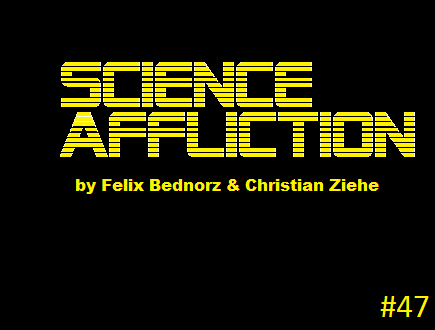 SCIENCE
AFFLICTION
by Felix Bednorz & Christian Ziehe
#47